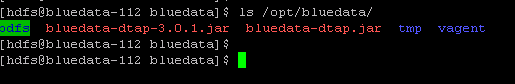 [hdfs@bluedata-112 bluedata]$ ls /opt/bluedata/
bdfs  bluedata-dtap-3.0.1.jar  bluedata-dtap.jar  tmp  vagent
[hdfs@bluedata-112 bluedata]$
[hdfs@bluedata-112 bluedata]$